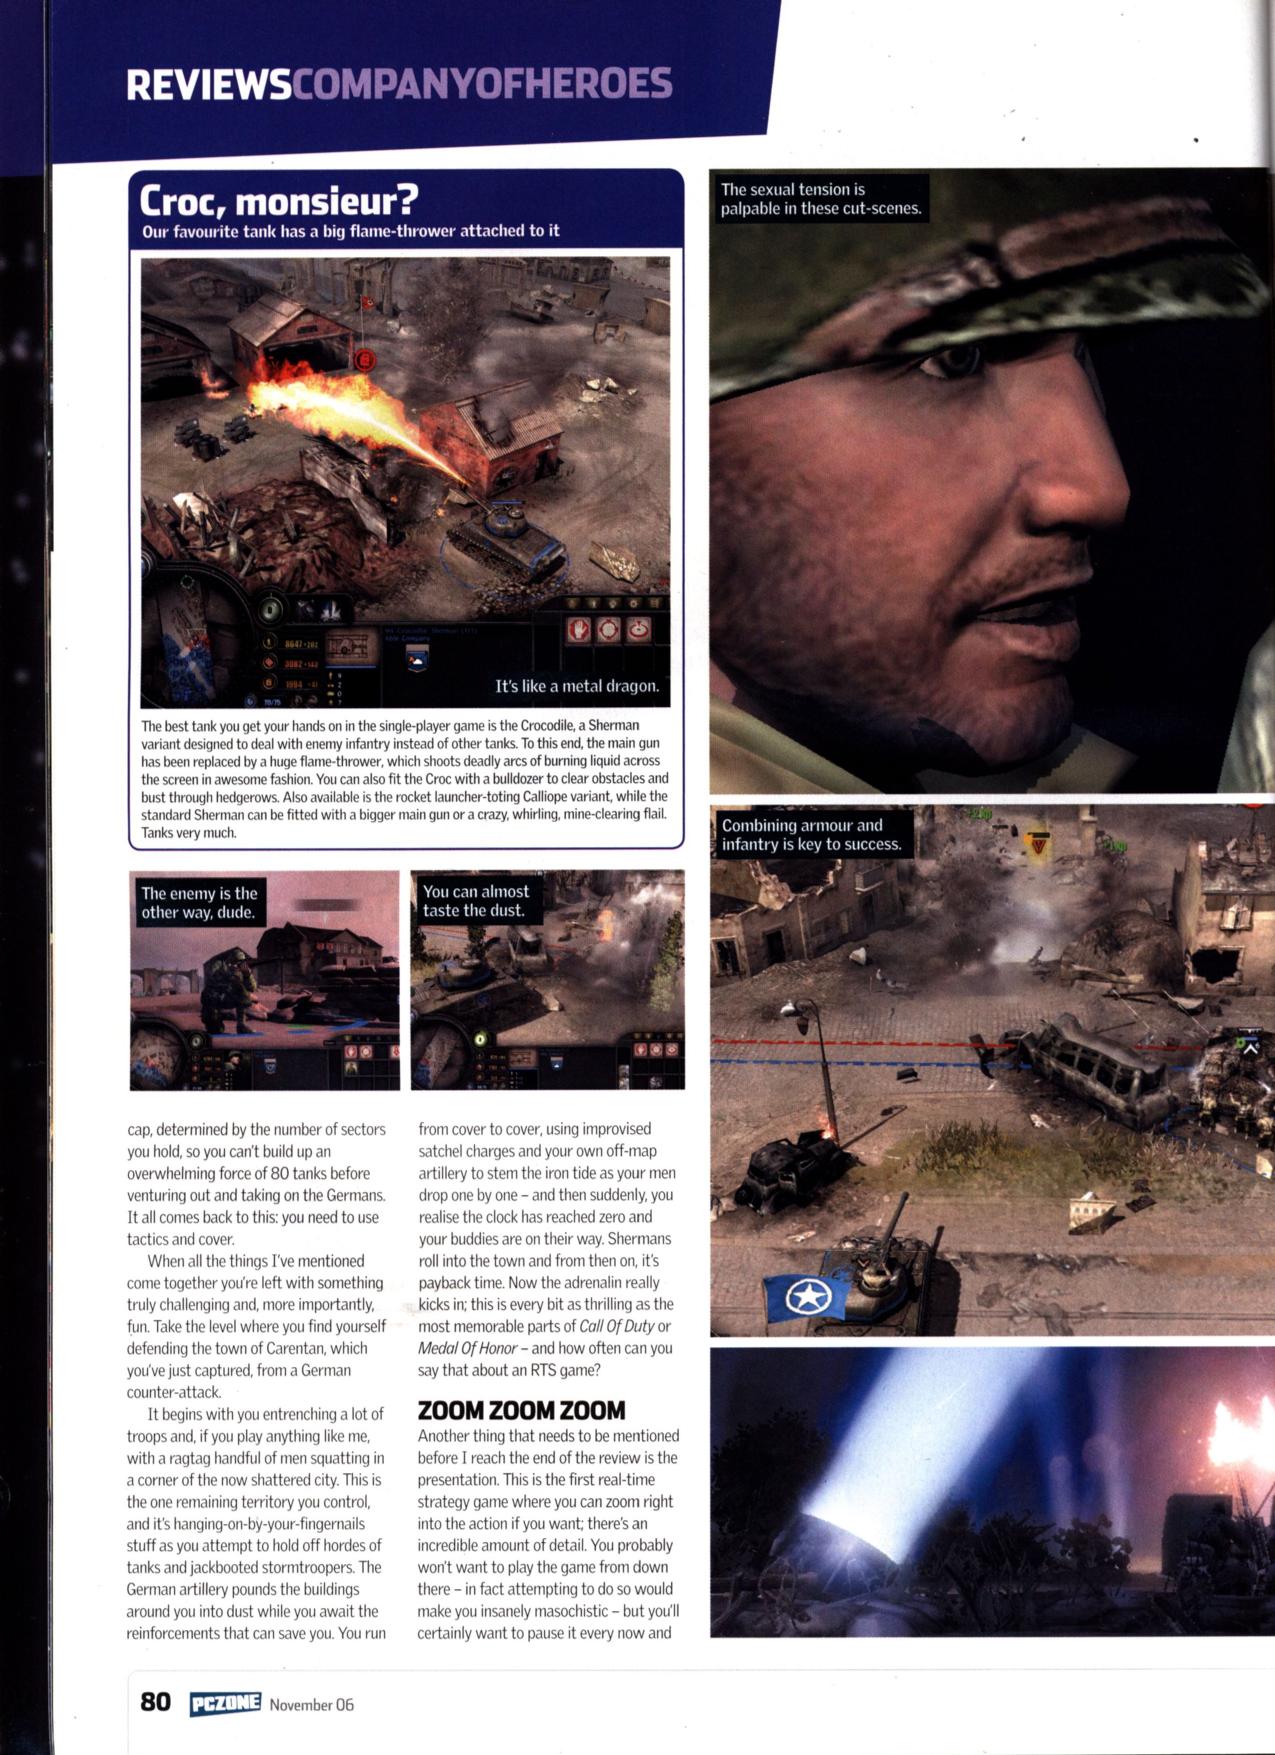 REVIEWSCOMPANYOFHEROES
Croc, monsieur?
Our favourite tank has a big flame-thrower attached to it
It's like a metal dragon.
The best tank you get your hands on in the single-player game is the Crocodile, a Sherman
variant designed to deal with enemy infantry instead of other tanks. To this end, the main gun
has been replaced by a huge flame-thrower, which shoots deadly arcs of burning liquid across
the screen in awesome fashion. You can also fit the Croc with a bulldozer to clear obstacles and
bust through hedgerows. Also available is the rocket launcher-toting Calliope variant, while the
standard Sherman can be fitted with a bigger main gun or a crazy, whirling, mine-clearing flail.
Tanks very much.
The enemy is the
other way, dude.
You can almost
taste the dust.
cap, determined by the number of sectors
you hold, so you can't build up an
overwhelming force of 80 tanks before
venturing out and taking on the Germans.
It all comes back to this: you need to use
tactics and cover.
When all the things I've mentioned
come together you're left with something
truly challenging and, more importantly,
fun. Take the level where you find yourself
defending the town of Carentan, which
you've just captured, from a German
counter-attack.
It begins with you entrenching a lot of
troops and, if you play anything like me,
with a ragtag handful of men squatting in
a corner of the now shattered city. This is
the one remaining territory you control,
and it's hanging-on-by-your-fingernails
stuff as you attempt to hold off hordes of
tanks and jackbooted stormtroopers. The
German artillery pounds the buildings
around you into dust while you await the
reinforcements that can save you. You run
from cover to cover, using improvised
satchel charges and your own off-map
artillery to stem the iron tide as your men
drop one by one – and then suddenly, you
realise the clock has reached zero and
your buddies are on their way. Shermans
roll into the town and from then on, it's
payback time. Now the adrenalin really
kicks in; this is every bit as thrilling as the
most memorable parts of Call Of Duty or
Medal Of Honor – and how often can you
say that about an RTS game?
ZOOM ZOOM ZOOM
Another thing that needs to be mentioned
before I reach the end of the review is the
presentation. This is the first real-time
strategy game where you can zoom right
into the action if you want; there's an
incredible amount of detail. You probably
won't want to play the game from down
there – in fact attempting to do so would
make you insanely masochistic – but you'll
certainly want to pause it every now and
The sexual tension is
palpable in these cut-scenes.
Combining armour and
infantry is key to success.
80 PCZONE November 06